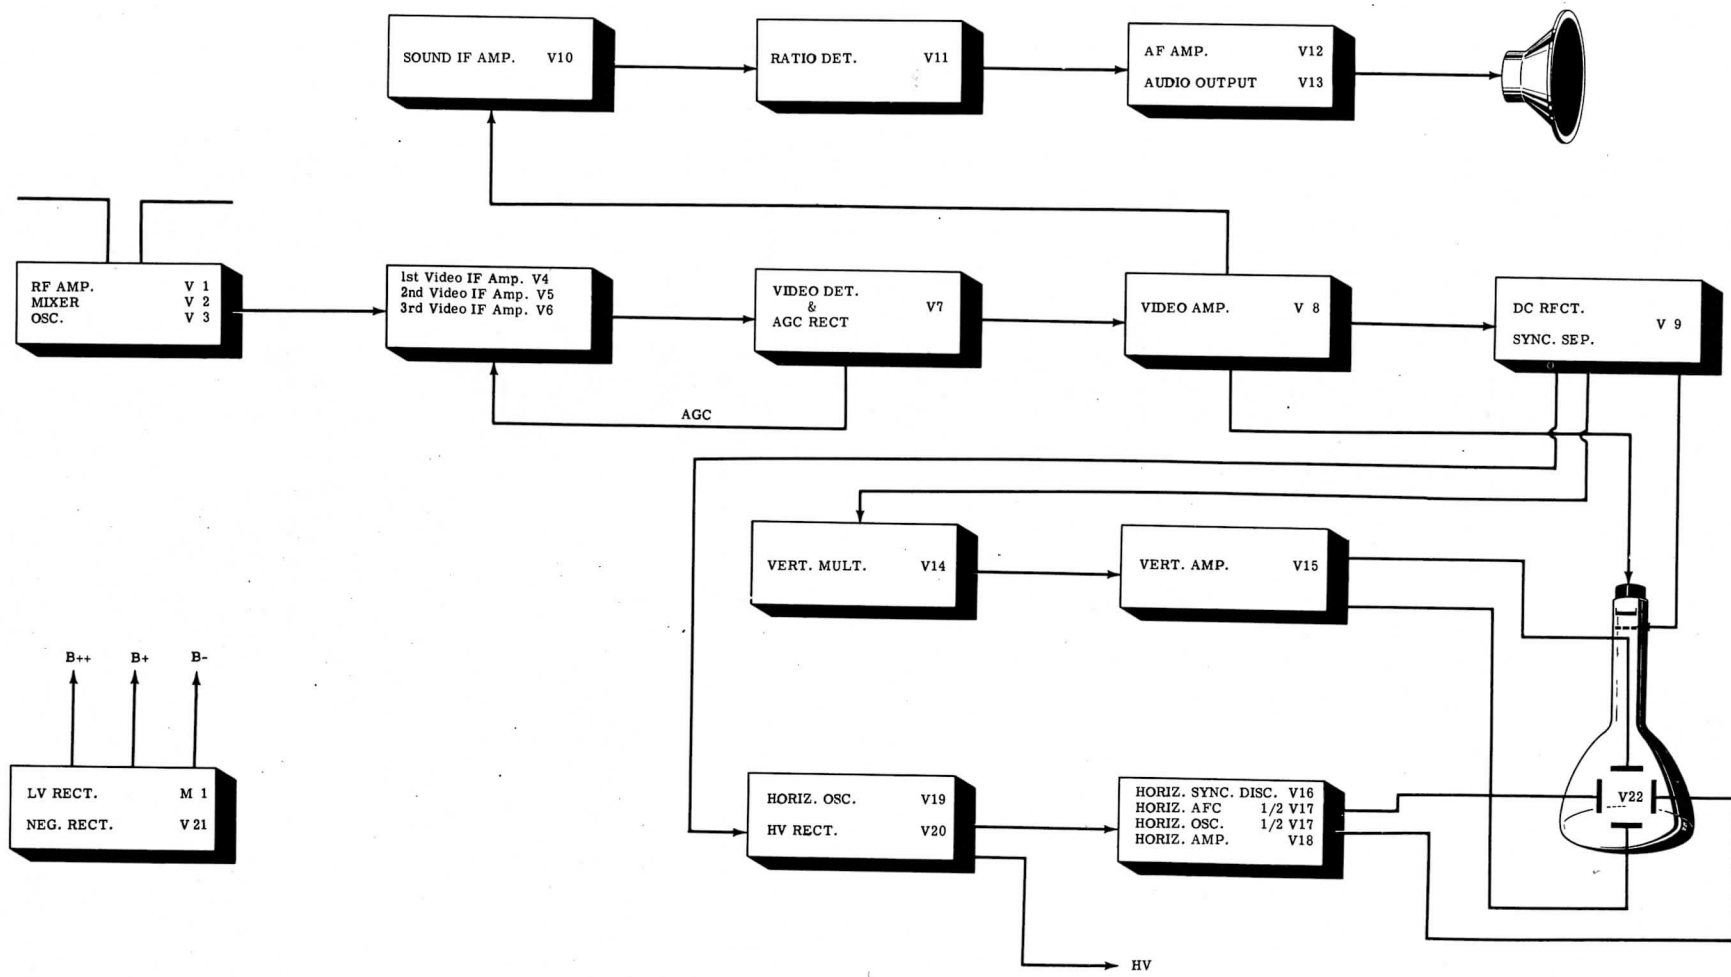 SOUND IF AMP. V10
RATIO DET. V11
AF AMP. V12
AUDIO OUTPUT V13
RF AMP. V 1
MIXER V 2
OSC. V 3
1st Video IF Amp. V4
2nd Video IF Amp. V5
3rd Video IF Amp. V6
VIDEO DET.
& V7
AGC RECT
VIDEO AMP. V 8
DC RFCT.
V 9
SYNC. SEP.
AGC
VERT. MULT. V14
VERT. AMP. V15
B++ B+ B-
LV RECT. M 1
NEG. RECT. V 21
HORIZ. OSC. V19
HV RECT. V20
HORIZ. SYNC. DISC. V16
HORIZ. AFC 1/2 V17
HORIZ. OSC. 1/2 V17
HORIZ. AMP. V18
V22
HV